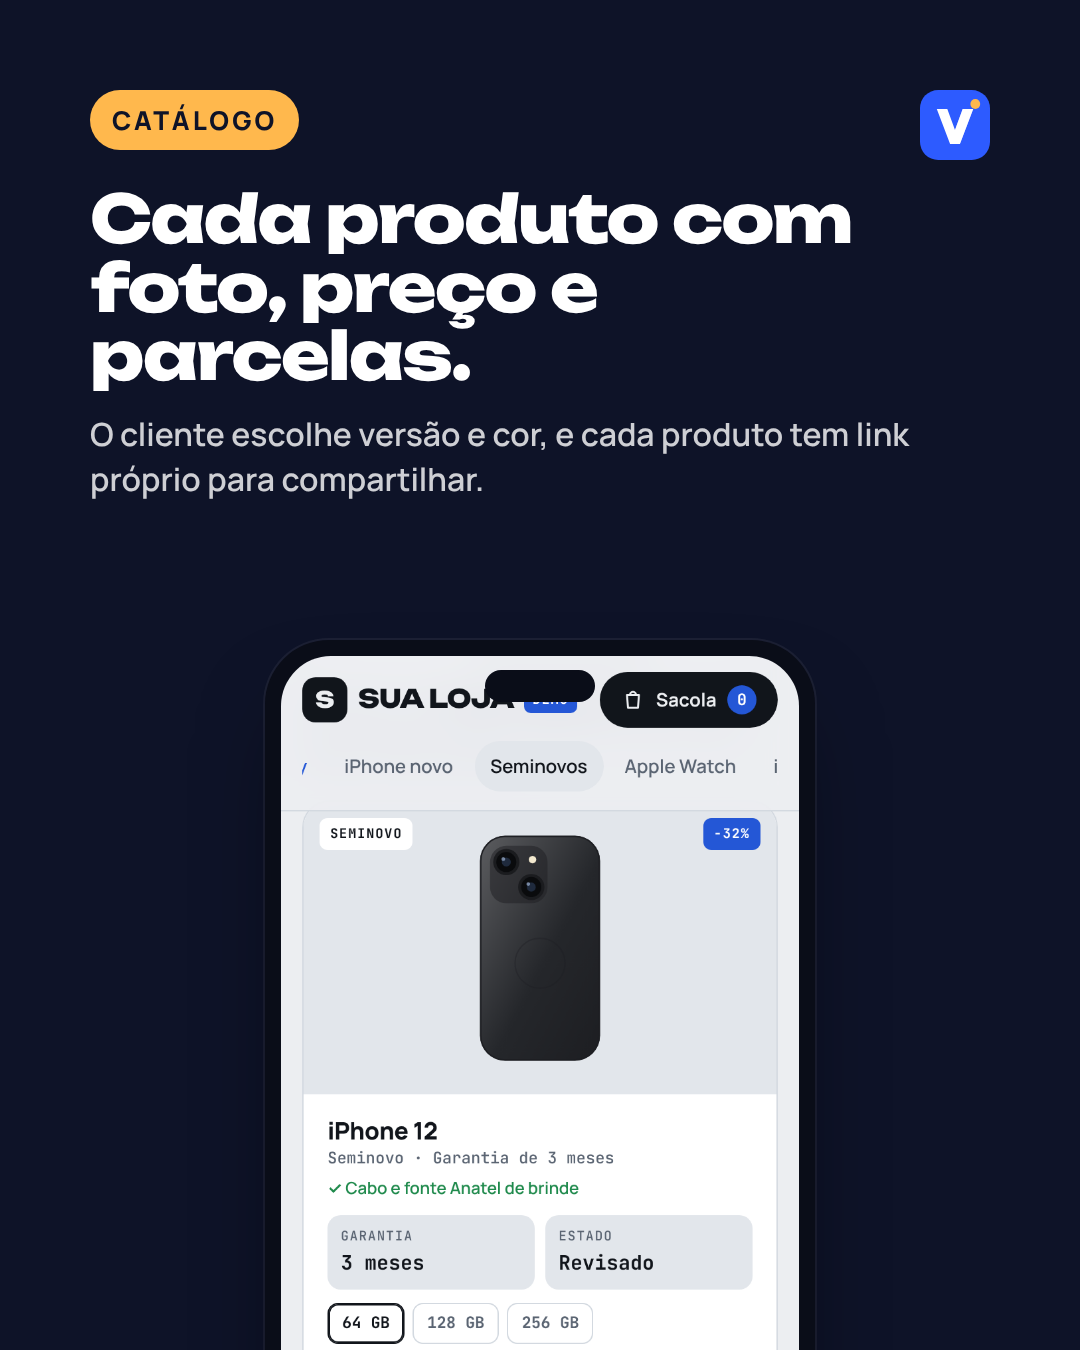 CATÁLOGO
V
Cada produto com
foto, preço e
parcelas.
O cliente escolhe versão e cor, e cada produto tem link
próprio para compartilhar.
S SUA LOJA Sacola 0
iPhone novo Seminovos Apple Watch
SEMINOVO -32%
iPhone 12
Seminovo · Garantia de 3 meses
✓ Cabo e fonte Anatel de brinde
GARANTIA ESTADO
3 meses Revisado
64 GB 128 GB 256 GB